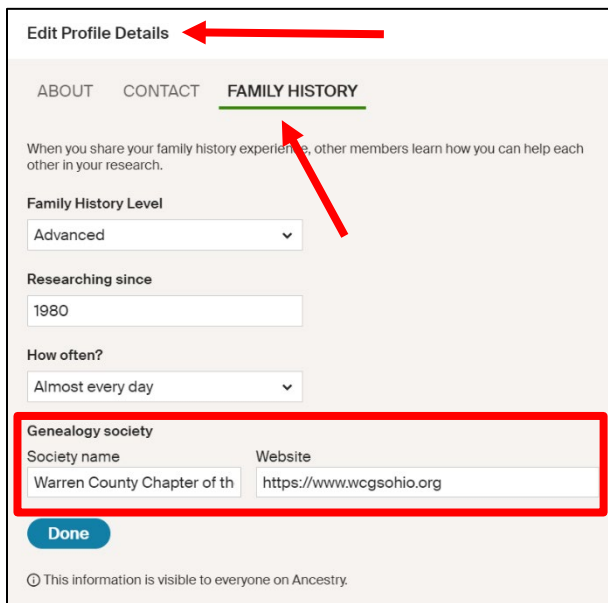 Edit Profile Details
ABOUT CONTACT FAMILY HISTORY
When you share your family history experience, other members learn how you can help each
other in your research.
Family History Level
Advanced
Researching since
1980
How often?
Almost every day
Genealogy society
Society name Website
Warren County Chapter of th https://www.wcgsohio.org
Done
This information is visible to everyone on Ancestry.